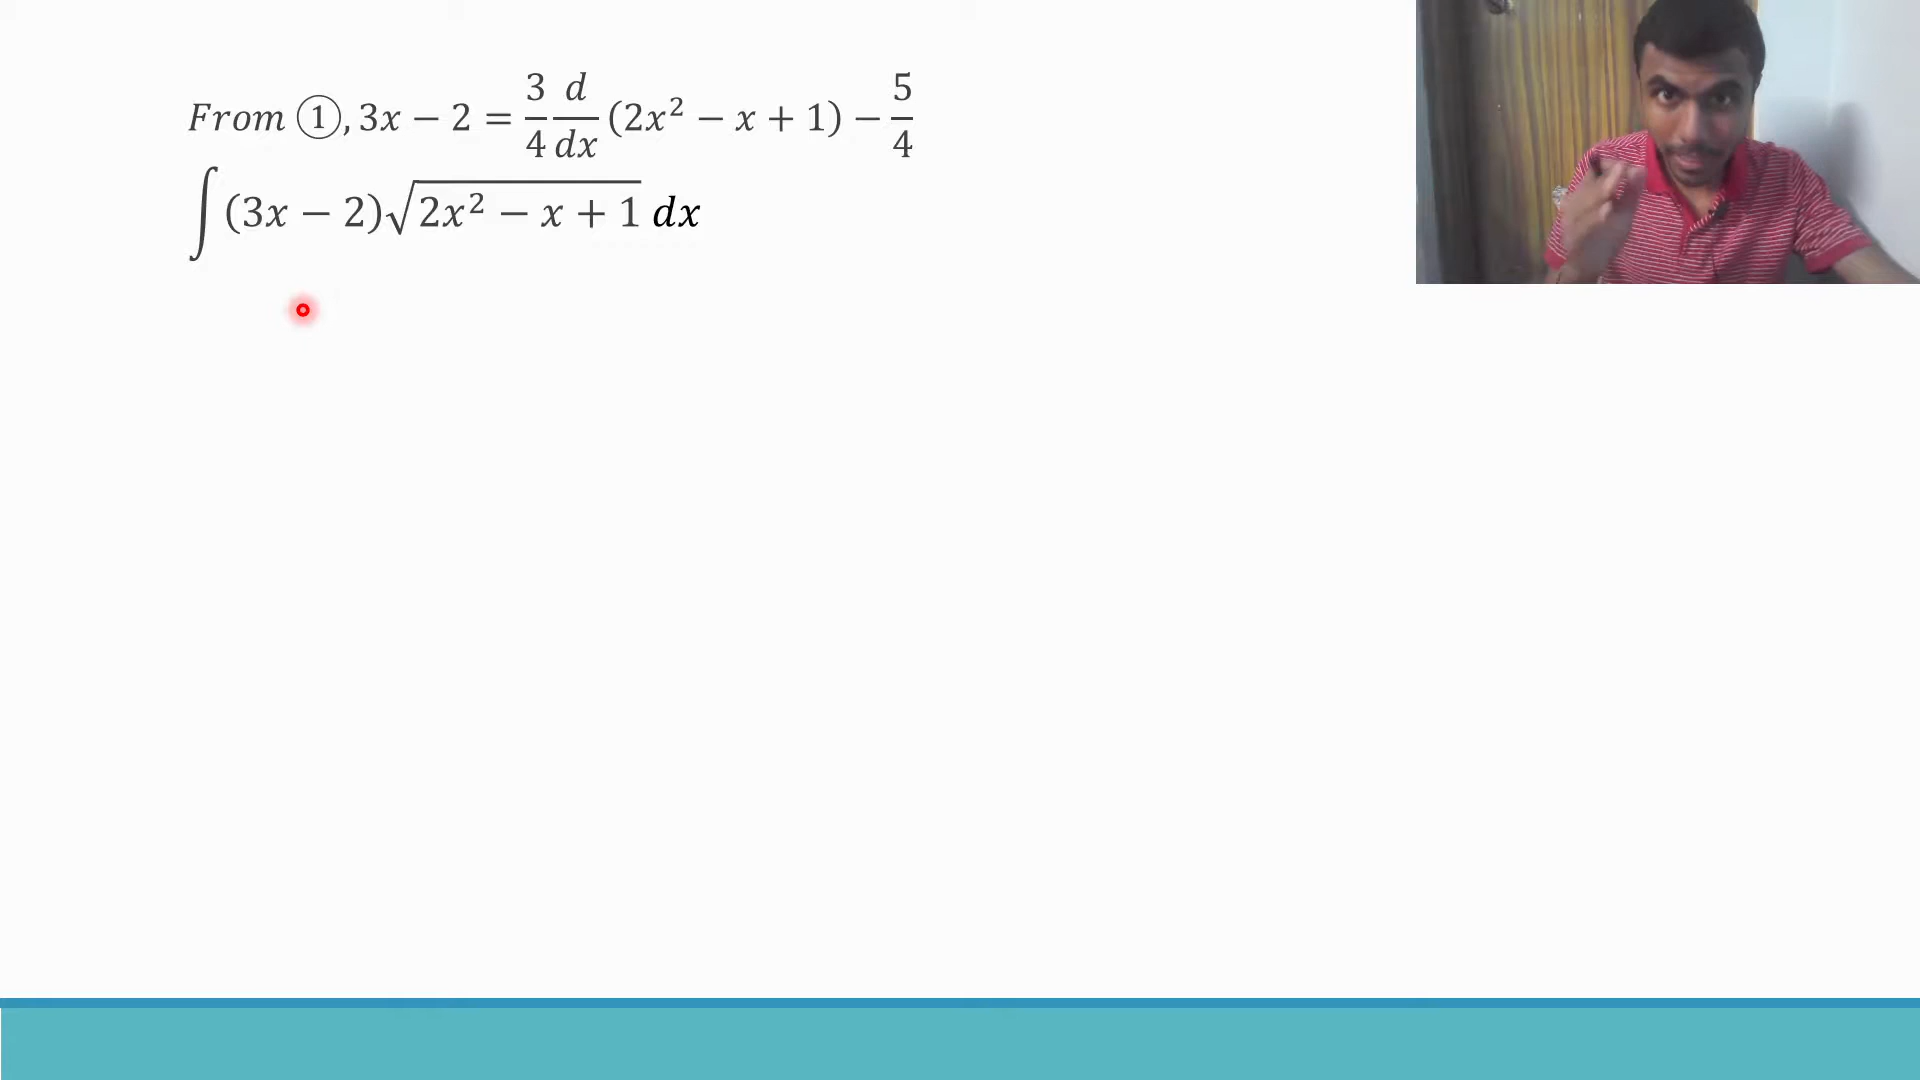 From ①, 3x − 2 = 3/4 d/dx (2x² − x + 1) − 5/4
∫ (3x − 2)√(2x² − x + 1) dx